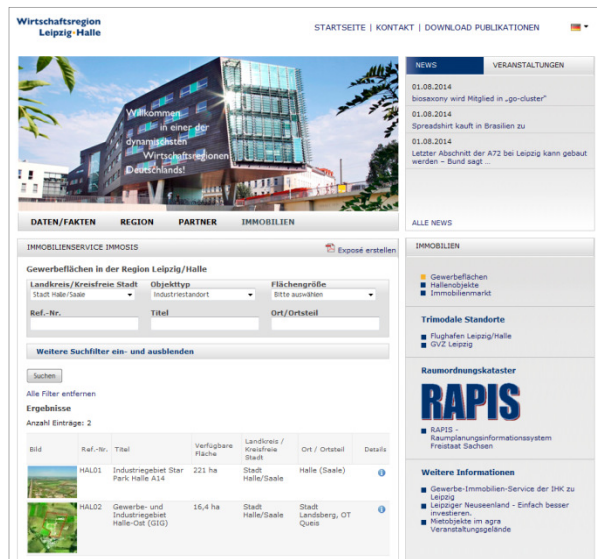 Wirtschaftsregion
Leipzig·Halle
STARTSEITE | KONTAKT | DOWNLOAD PUBLIKATIONEN
Willkommen
in einer der
dynamischsten
Wirtschaftsregionen
Deutschlands!
DATEN/FAKTEN REGION PARTNER IMMOBILIEN
NEWS VERANSTALTUNGEN
01.08.2014
biosaxony wird Mitglied in „go-cluster"
01.08.2014
Spreadshirt kauft in Brasilien zu
01.08.2014
Letzter Abschnitt der A72 bei Leipzig kann gebaut
werden – Bund sagt ...
ALLE NEWS
IMMOBILIENSERVICE IMMOSIS Exposé erstellen
Gewerbeflächen in der Region Leipzig/Halle
Landkreis/Kreisfreie Stadt Objekttyp Flächengröße
Stadt Halle/Saale Industriestandort Bitte auswählen
Ref.-Nr. Titel Ort/Ortsteil
Weitere Suchfilter ein- und ausblenden
Suchen
Alle Filter entfernen
Ergebnisse
Anzahl Einträge: 2
Bild Ref.-Nr. Titel Verfügbare Fläche Landkreis / Kreisfreie Stadt Ort / Ortsteil Details
HAL01 Industriegebiet Star Park Halle A14 221 ha Stadt Halle/Saale Halle (Saale)
HAL02 Gewerbe- und Industriegebiet Halle-Ost (GIG) 16,4 ha Stadt Halle/Saale Stadt Landsberg, OT Queis
IMMOBILIEN
Gewerbeflächen
Hallenobjekte
Immobilienmarkt
Trimodale Standorte
Flughafen Leipzig/Halle
GVZ Leipzig
Raumordnungskataster
RAPIS
RAPIS -
Raumplanungsinformationssystem
Freistaat Sachsen
Weitere Informationen
Gewerbe-Immobilien-Service der IHK zu
Leipzig
Leipziger Neuseenland - Einfach besser
investieren.
Mietobjekte im agra
Veranstaltungsgelände